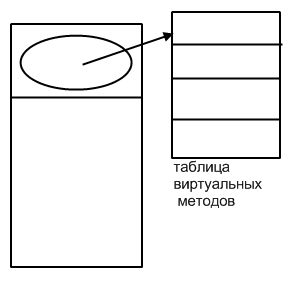 таблица
виртуальных
методов